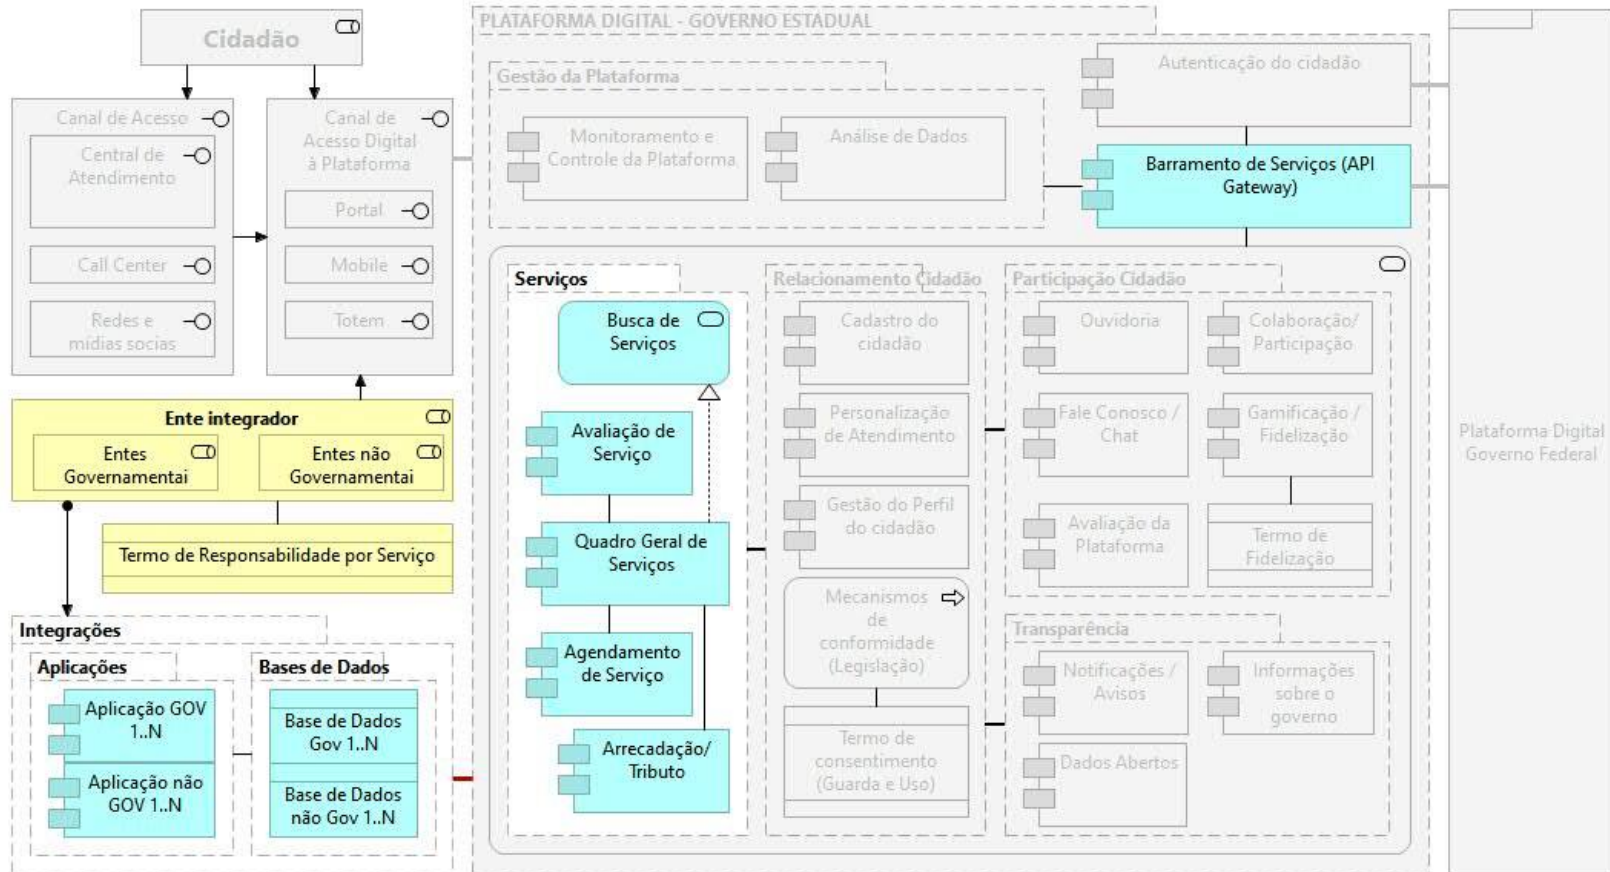 Cidadão
Canal de Acesso
Central de
Atendimento
Call Center
Redes e
mídias socias
Canal de
Acesso Digital
à Plataforma
Portal
Mobile
Totem
Ente integrador
Entes
Governamentai
Entes não
Governamentai
Termo de Responsabilidade por Serviço
Integrações
Aplicações
Aplicação GOV
1..N
Aplicação não
GOV 1..N
Bases de Dados
Base de Dados
Gov 1..N
Base de Dados
não Gov 1..N
PLATAFORMA DIGITAL - GOVERNO ESTADUAL
Gestão da Plataforma
Monitoramento e
Controle da Plataforma
Análise de Dados
Autenticação do cidadão
Barramento de Serviços (API
Gateway)
Serviços
Busca de
Serviços
Avaliação de
Serviço
Quadro Geral de
Serviços
Agendamento
de Serviço
Arrecadação/
Tributo
Relacionamento Cidadão
Cadastro do
cidadão
Personalização
de Atendimento
Gestão do Perfil
do cidadão
Mecanismos
de
conformidade
(Legislação)
Termo de
consentimento
(Guarda e Uso)
Participação Cidadão
Ouvidoria
Colaboração/
Participação
Fale Conosco /
Chat
Gamificação /
Fidelização
Avaliação da
Plataforma
Termo de
Fidelização
Transparência
Notificações /
Avisos
Informações
sobre o
governo
Dados Abertos
Plataforma Digital
Governo Federal